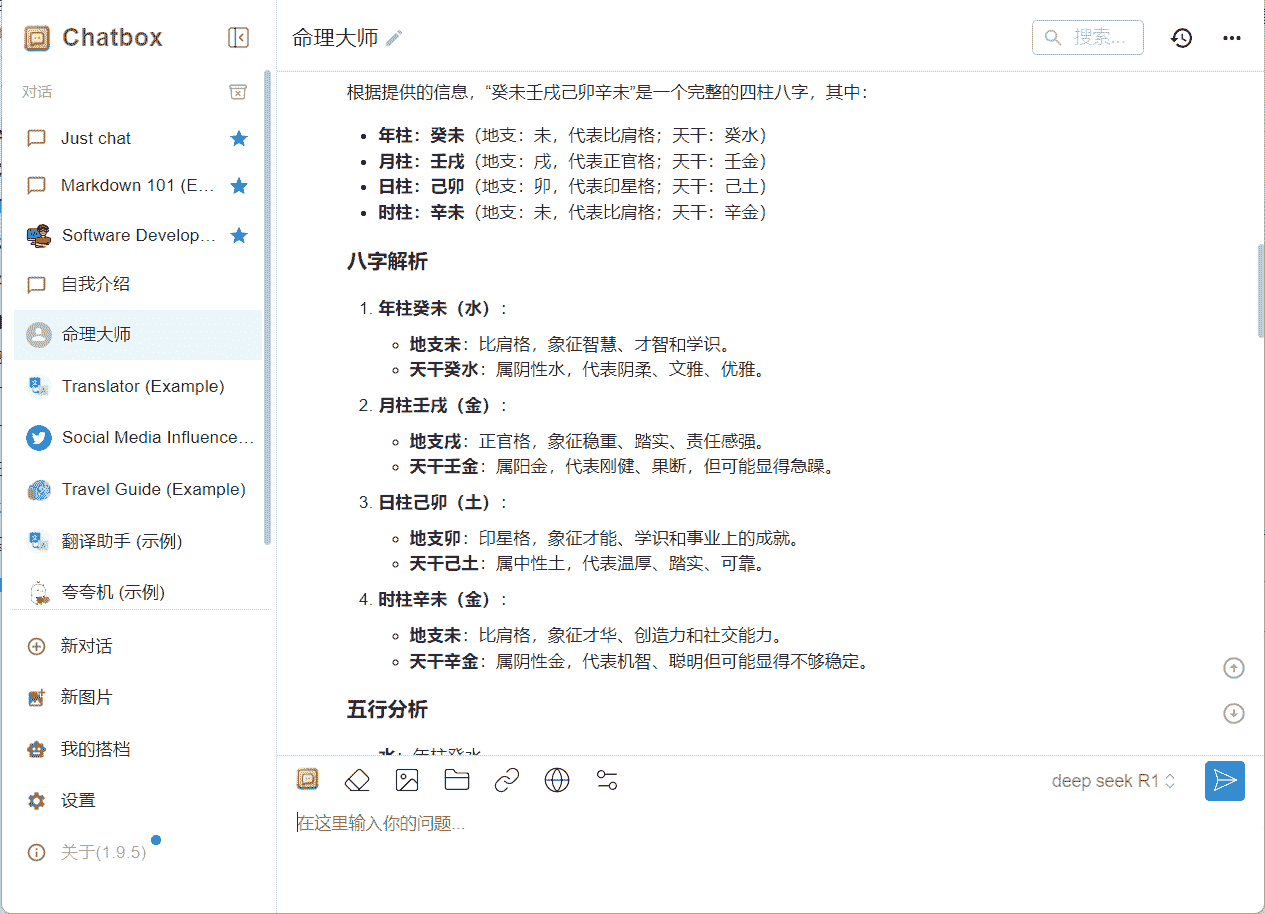 Chatbox
对话
Just chat
Markdown 101 (E...
Software Develop...
自我介绍
命理大师
Translator (Example)
Social Media Influence...
Travel Guide (Example)
翻译助手 (示例)
夸夸机 (示例)
新对话
新图片
我的搭档
设置
关于(1.9.5)
命理大师
搜索...
根据提供的信息，“癸未壬戌己卯辛未”是一个完整的四柱八字，其中：
• 年柱：癸未（地支：未，代表比肩格；天干：癸水）
• 月柱：壬戌（地支：戌，代表正官格；天干：壬金）
• 日柱：己卯（地支：卯，代表印星格；天干：己土）
• 时柱：辛未（地支：未，代表比肩格；天干：辛金）
八字解析
1. 年柱癸未（水）：
◦ 地支未：比肩格，象征智慧、才智和学识。
◦ 天干癸水：属阴性水，代表阴柔、文雅、优雅。
2. 月柱壬戌（金）：
◦ 地支戌：正官格，象征稳重、踏实、责任感强。
◦ 天干壬金：属阳金，代表刚健、果断，但可能显得急躁。
3. 日柱己卯（土）：
◦ 地支卯：印星格，象征才能、学识和事业上的成就。
◦ 天干己土：属中性土，代表温厚、踏实、可靠。
4. 时柱辛未（金）：
◦ 地支未：比肩格，象征才华、创造力和社交能力。
◦ 天干辛金：属阴性金，代表机智、聪明但可能显得不够稳定。
五行分析
水：年柱癸水
deep seek R1
在这里输入你的问题...